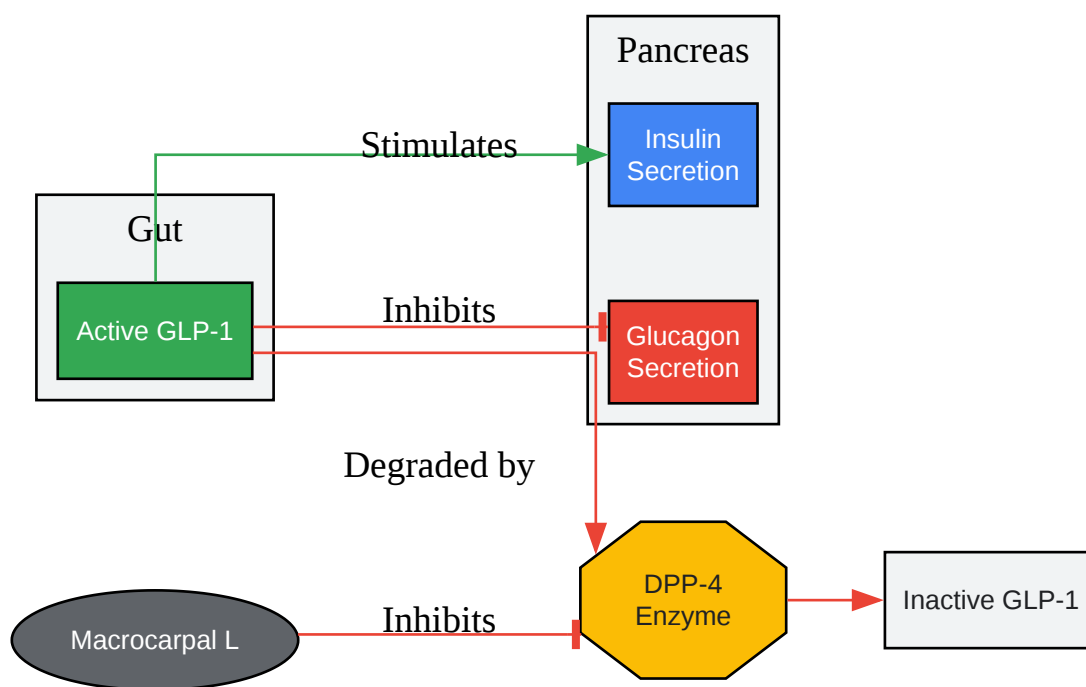 Pancreas
Stimulates
Insulin
Secretion
Gut
Active GLP-1
Inhibits
Glucagon
Secretion
Degraded by
DPP-4
Enzyme
Inactive GLP-1
Macrocarpal L
Inhibits